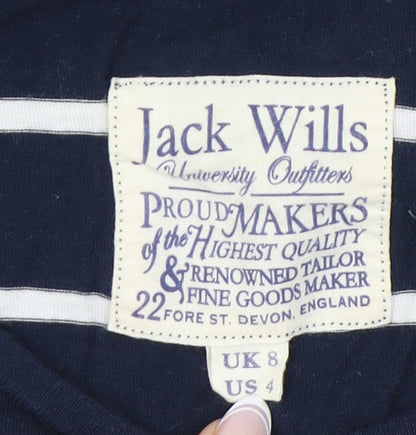 Jack Wills
University Outfitters
PROUD MAKERS
of the HIGHEST QUALITY
& RENOWNED TAILOR
FINE GOODS MAKER
22 FORE ST. DEVON, ENGLAND
UK 8
US 4